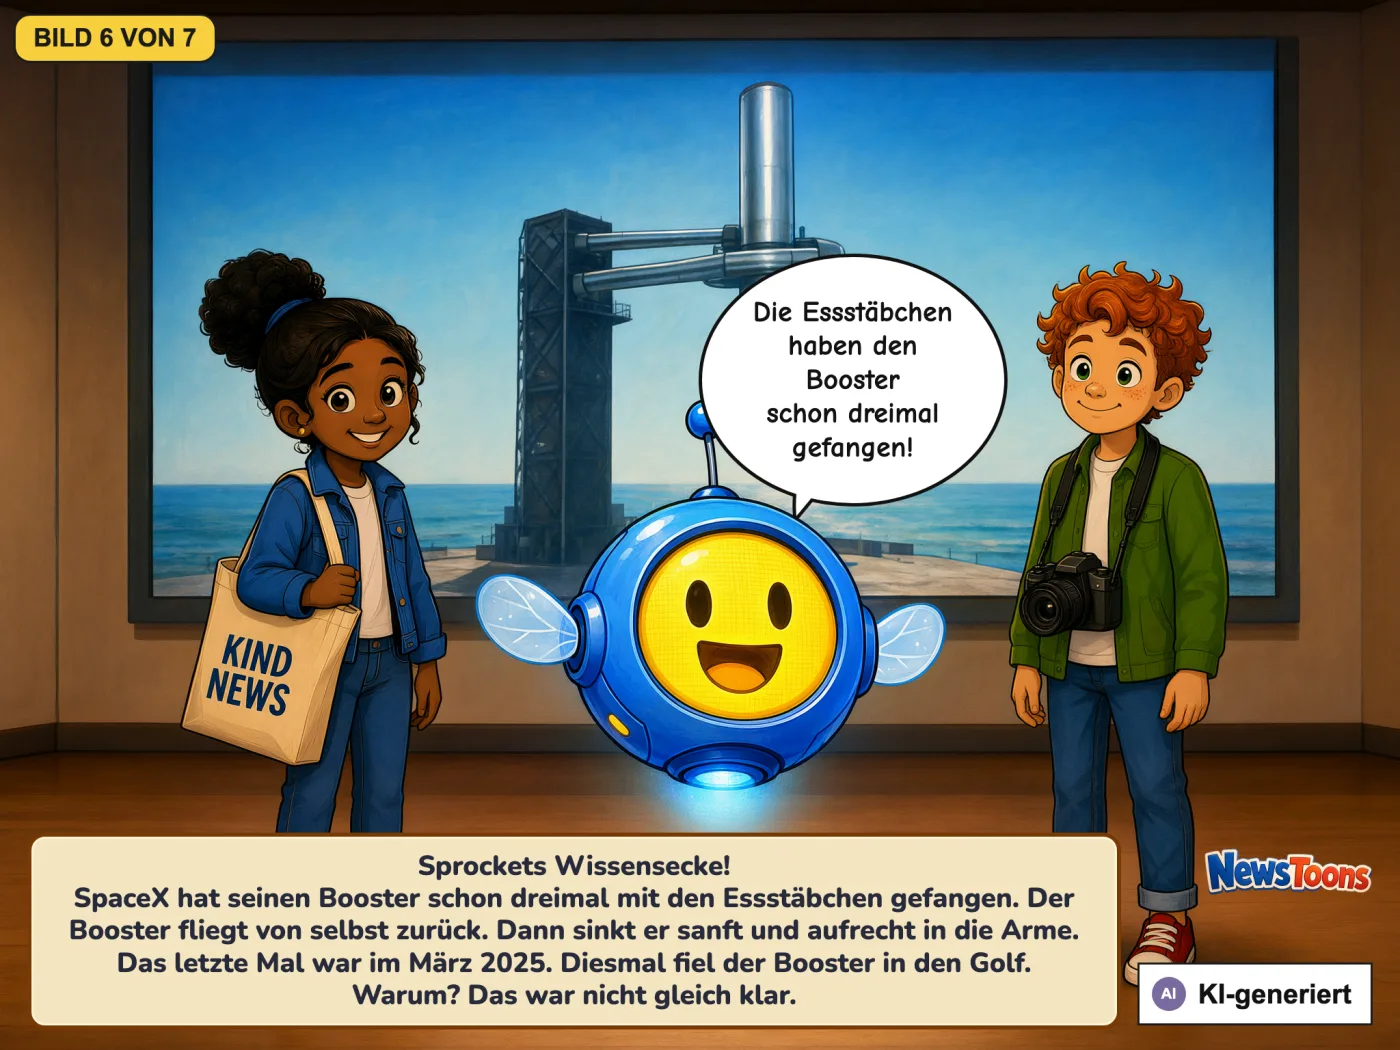 BILD 6 VON 7
Die Essstäbchen
haben den
Booster
schon dreimal
gefangen!
KIND
NEWS
Sprockets Wissensecke!
SpaceX hat seinen Booster schon dreimal mit den Essstäbchen gefangen. Der
Booster fliegt von selbst zurück. Dann sinkt er sanft und aufrecht in die Arme.
Das letzte Mal war im März 2025. Diesmal fiel der Booster in den Golf.
Warum? Das war nicht gleich klar.
NewsToons
AI KI-generiert